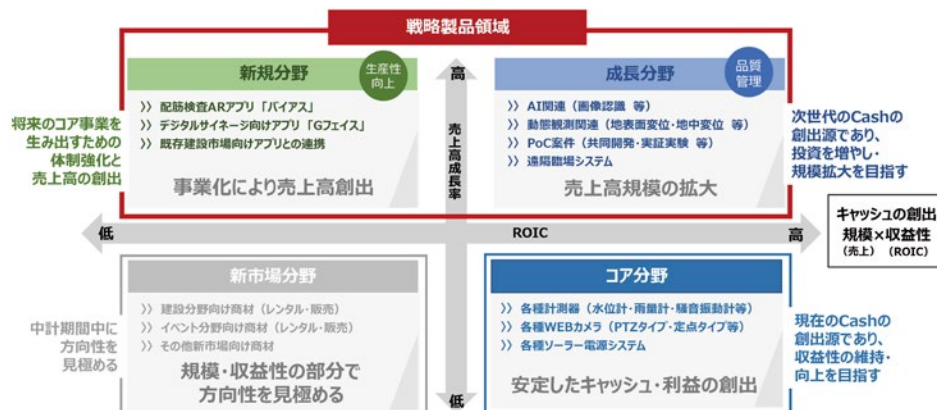 戦略製品領域
新規分野
生産性
向上
高
成長分野
品質
管理
将来のコア事業を
生み出すための
体制強化と
売上高の創出
》 配筋検査ARアプリ「バイアス」
》 デジタルサイネージ向けアプリ「Gフェイス」
》 既存建設市場向けアプリとの連携
事業化により売上高創出
売上高成長率
》 AI関連（画像認識 等）
》 動態観測関連（地表面変位・地中変位 等）
》 PoC案件（共同開発・実証実験 等）
》 遠隔臨場システム
売上高規模の拡大
次世代のCashの
創出源であり、
投資を増やし・
規模拡大を目指す
低
ROIC
高
キャッシュの創出
規模×収益性
（売上）（ROIC）
中計期間中に
方向性を
見極める
新市場分野
》 建設分野向け商材（レンタル・販売）
》 イベント分野向け商材（レンタル・販売）
》 その他新市場向け商材
規模・収益性の部分で
方向性を見極める
低
コア分野
》 各種計測器（水位計・雨量計・騒音振動計等）
》 各種WEBカメラ（PTZタイプ・定点タイプ等）
》 各種ソーラー電源システム
安定したキャッシュ・利益の創出
現在のCashの
創出源であり、
収益性の維持・
向上を目指す